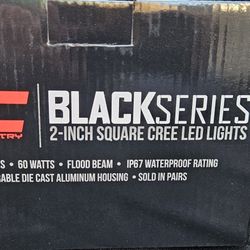 BLACKSERIES
2-INCH SQUARE CREE LED LIGHTS
• 60 WATTS • FLOOD BEAM • IP67 WATERPROOF RATING
DIE CAST ALUMINUM HOUSING • SOLD IN PAIRS